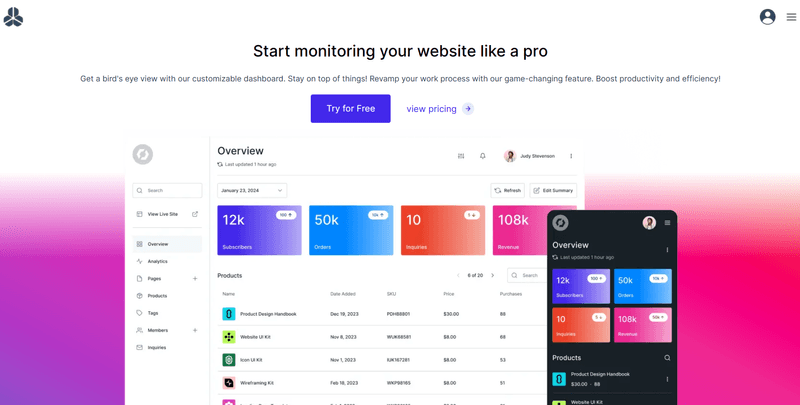 Start monitoring your website like a pro
Get a bird's eye view with our customizable dashboard. Stay on top of things! Revamp your work process with our game-changing feature. Boost productivity and efficiency!
Try for Free
view pricing
Overview
Last updated 1 hour ago
Jody Stevenson
Search
View Live Site
Overview
Analytics
Pages
Products
Tags
Members
Inquiries
January 23, 2024
Refresh
Edit Summary
12k
100
Subscribers
50k
10k
Orders
10
5
Inquiries
108k
Revenue
Products
6 of 20
Search
Name Date Added SKU Price Purchases
Product Design Handbook Dec 19, 2023 PDH88901 $30.00 88
Website UI Kit Nov 8, 2023 WUK68581 $8.00 68
Icon UI Kit Nov 1, 2023 IUK167281 $8.00 53
Wireframing Kit Feb 18, 2023 WKP88165 $8.00 51
Overview
Last updated 1 hour ago
12k
100
Subscribers
50k
10k
Orders
10
5
Inquiries
108k
10k
Revenue
Products
Product Design Handbook
$30.00 · 88
Website UI Kit